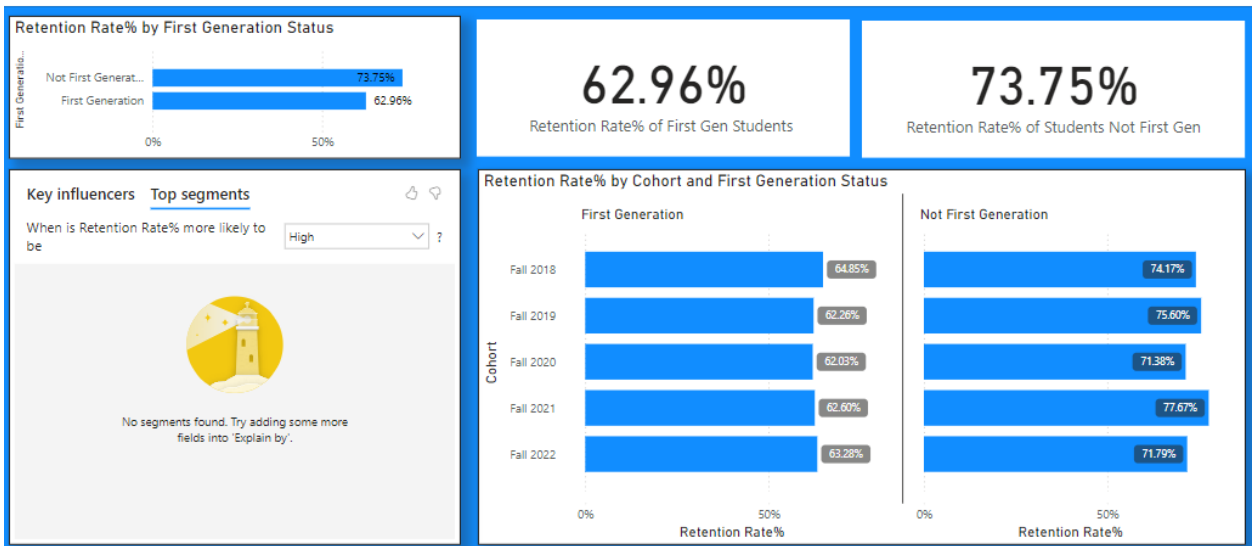 Retention Rate% by First Generation Status
First Generatio...
Not First Generat...
73.75%
First Generation
62.96%
0%
50%
62.96%
Retention Rate% of First Gen Students
73.75%
Retention Rate% of Students Not First Gen
Key influencers
Top segments
When is Retention Rate% more likely to
be
High
?
No segments found. Try adding some more
fields into 'Explain by'.
Retention Rate% by Cohort and First Generation Status
First Generation
Not First Generation
50%
50%
Cohort
Fall 2018
64.85%
74.17%
Fall 2019
62.26%
75.60%
Fall 2020
62.03%
71.38%
Fall 2021
62.60%
77.67%
Fall 2022
63.28%
71.79%
0%
50%
0%
50%
Retention Rate%
Retention Rate%